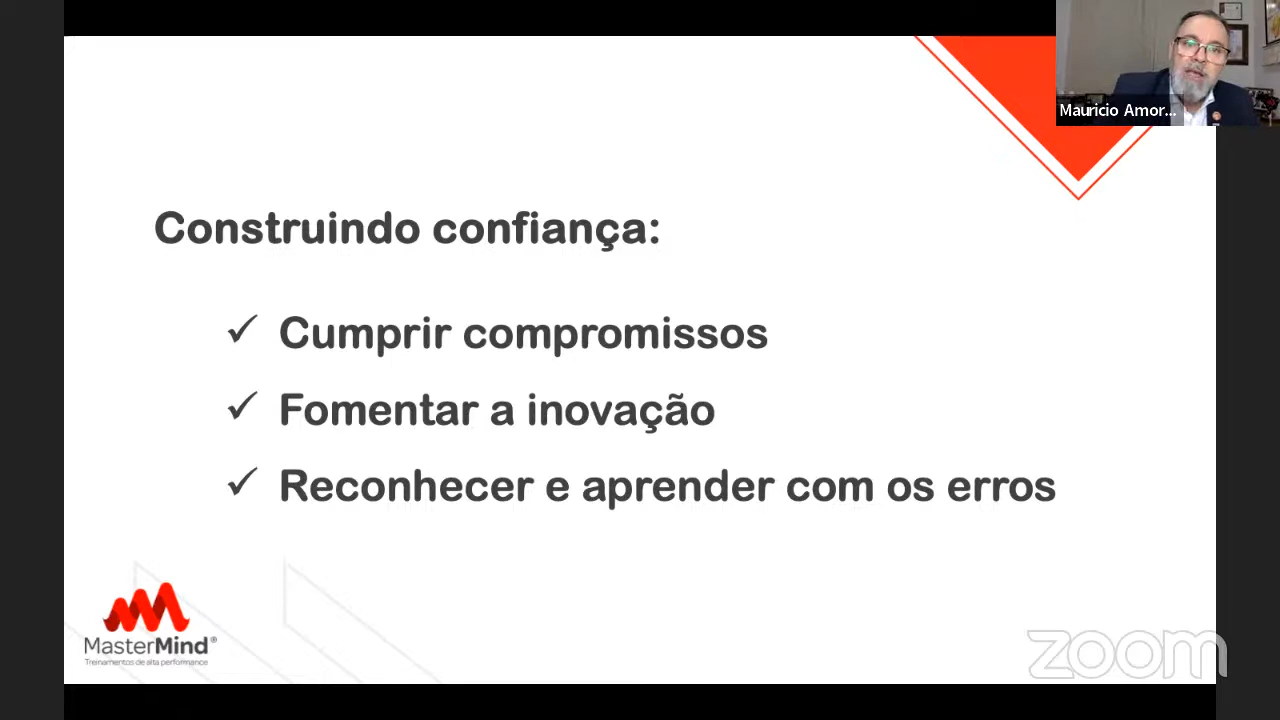 Mauricio Amor...
Construindo confiança:
✓ Cumprir compromissos
✓ Fomentar a inovação
✓ Reconhecer e aprender com os erros
MasterMind®
Treinamentos de alta performance
zoom